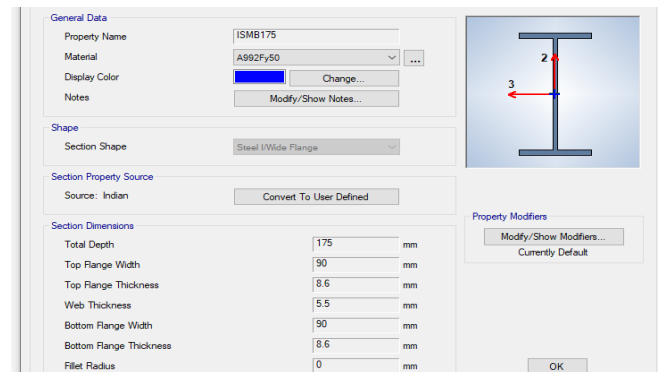 General Data
Property Name ISMB175
Material A992Fy50 ...
Display Color Change...
Notes Modify/Show Notes...
2
3
Shape
Section Shape Steel I/Wide Flange
Section Property Source
Source: Indian Convert To User Defined
Property Modifiers
Modify/Show Modifiers...
Currently Default
Section Dimensions
Total Depth 175 mm
Top Flange Width 90 mm
Top Flange Thickness 8.6 mm
Web Thickness 5.5 mm
Bottom Flange Width 90 mm
Bottom Flange Thickness 8.6 mm
Fillet Radius 0 mm
OK